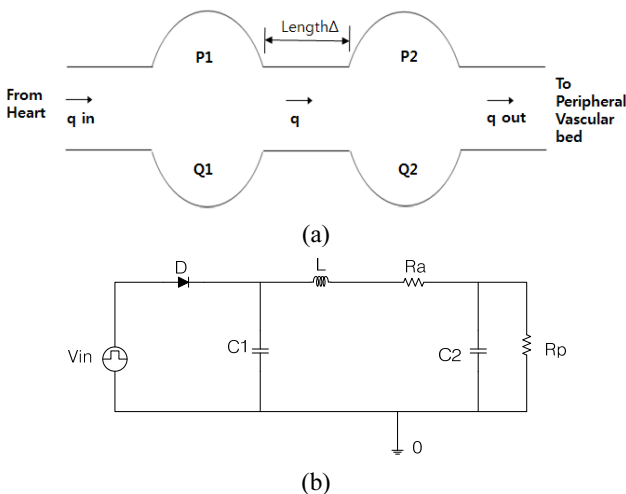 LengthΔ
P1
P2
From
Heart
q in
q
q out
To
Peripheral
Vascular
bed
Q1
Q2
(a)
D
L
Ra
Vin
C1
C2
Rp
0
(b)